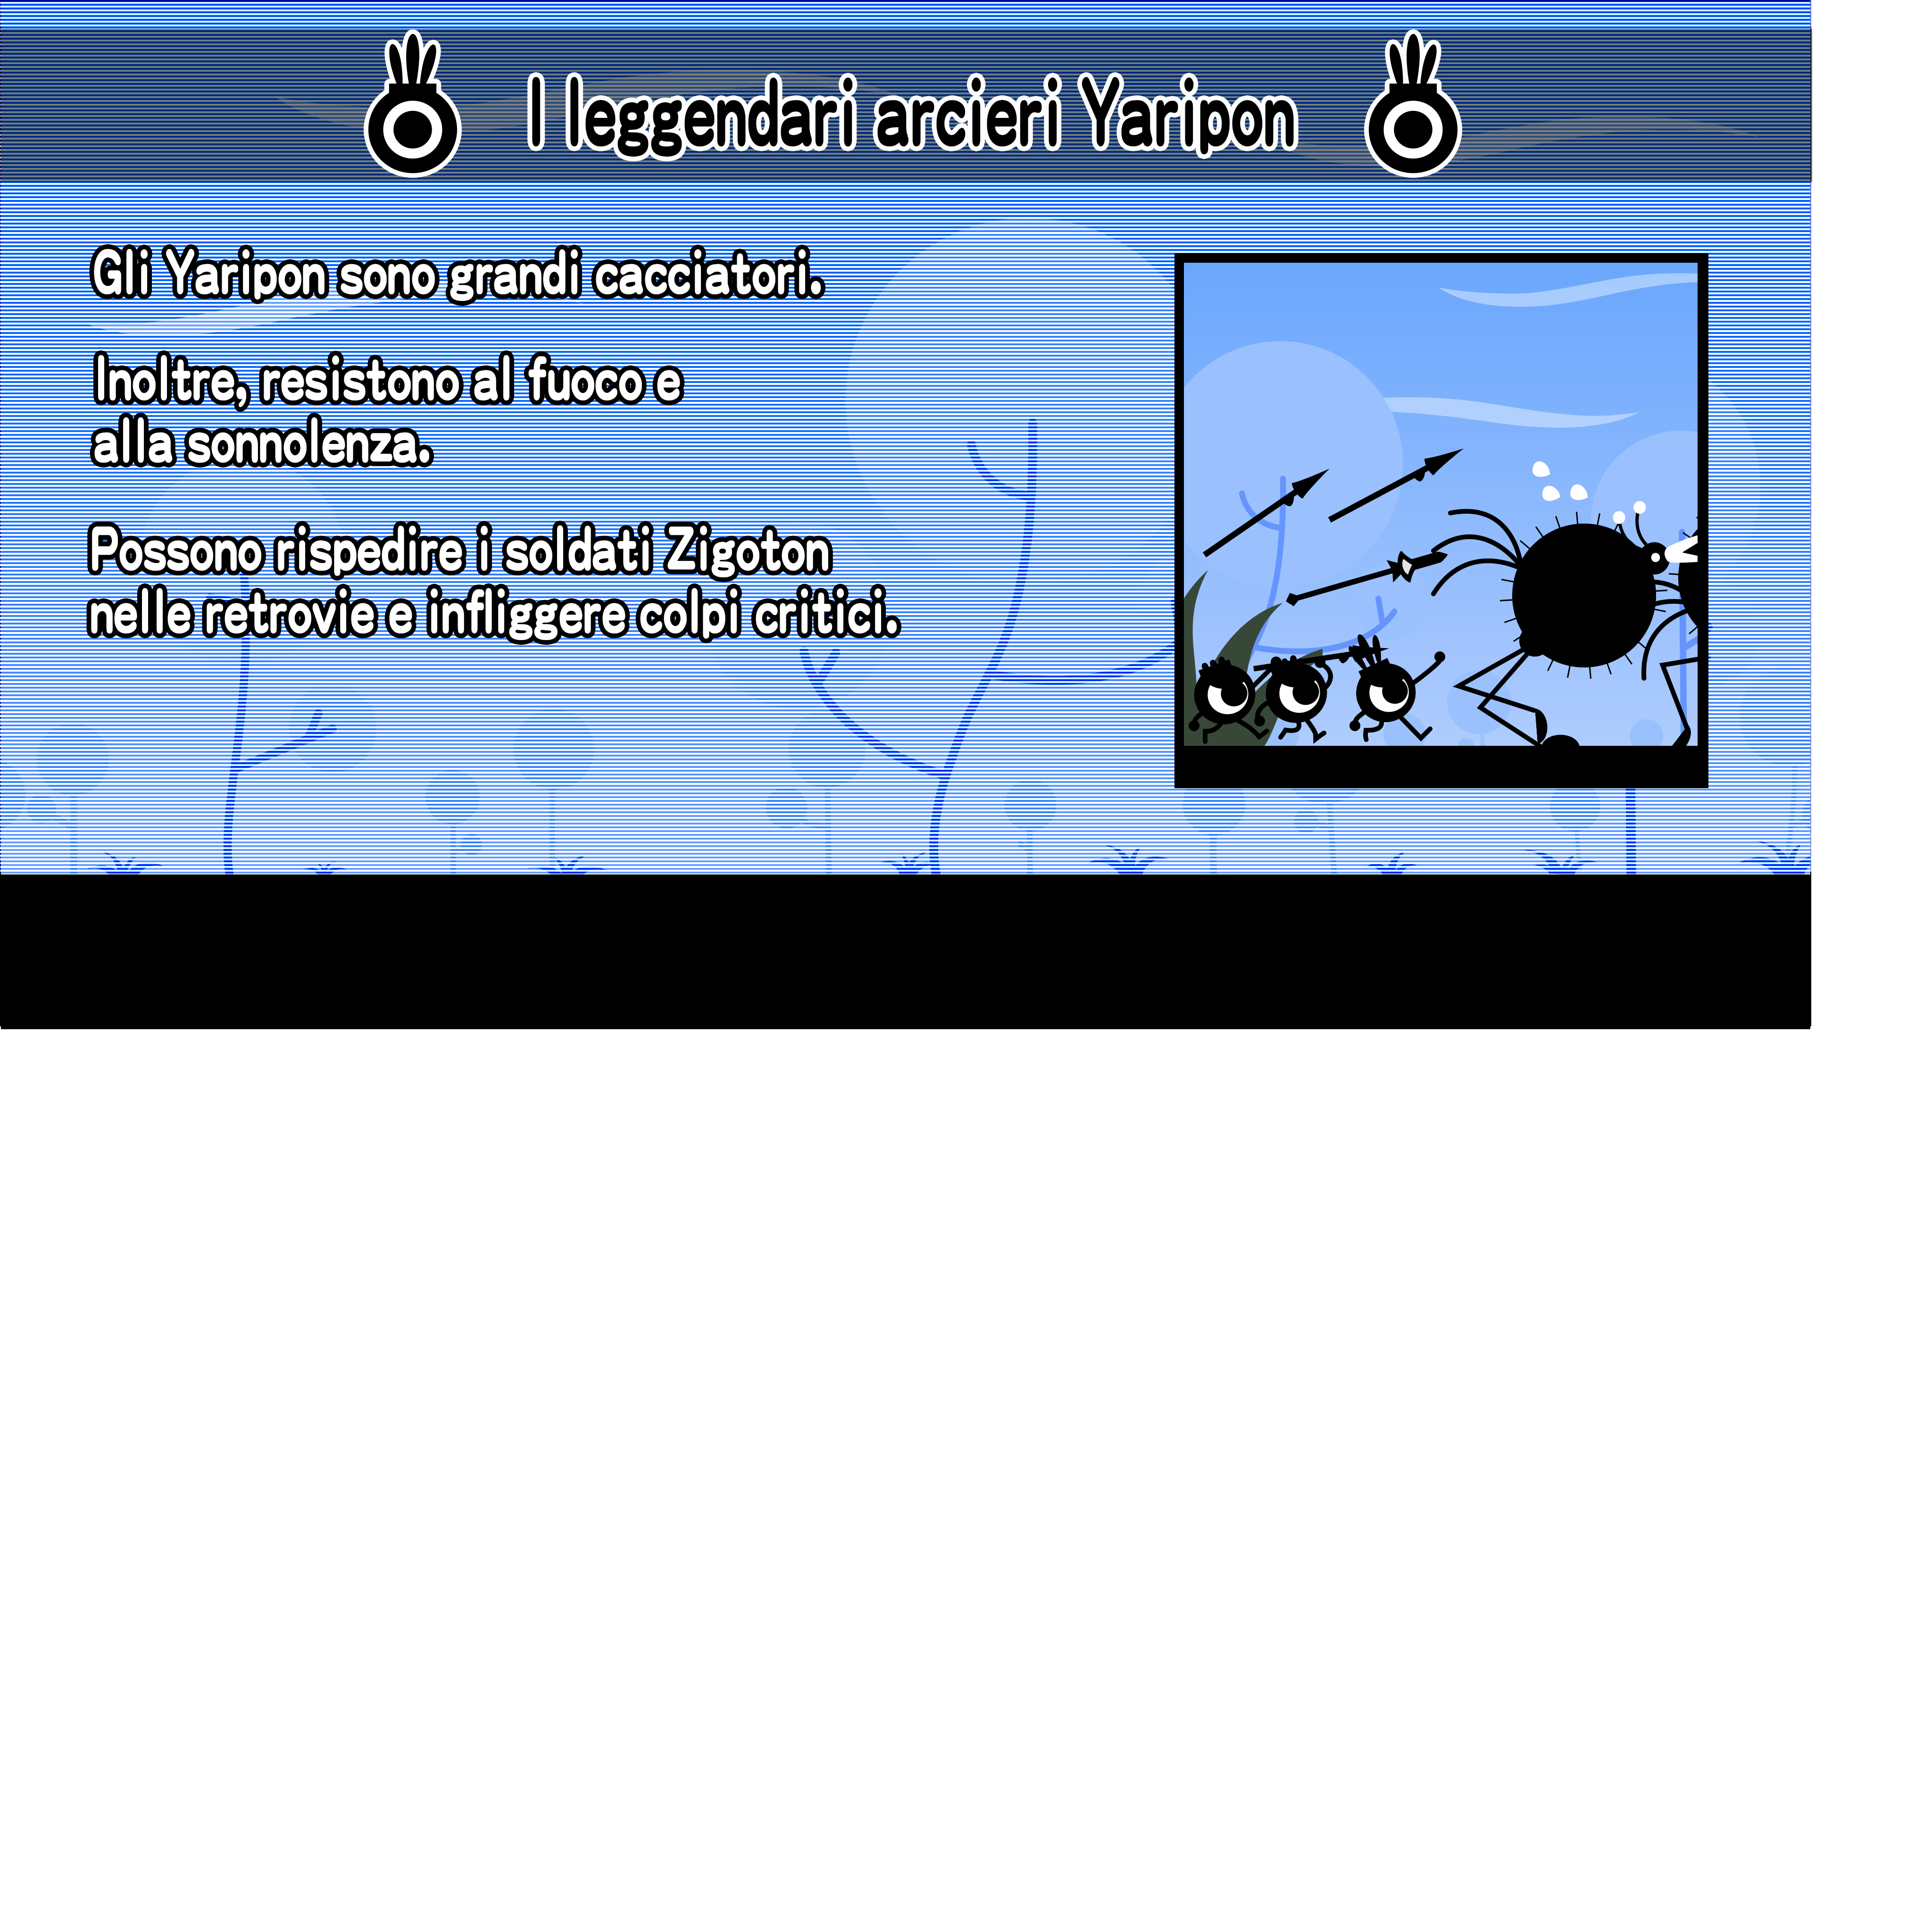 I leggendari arcieri Yaripon
Gli Yaripon sono grandi cacciatori.
Inoltre, resistono al fuoco e
alla sonnolenza.
Possono rispedire i soldati Zigoton
nelle retrovie e infliggere colpi critici.